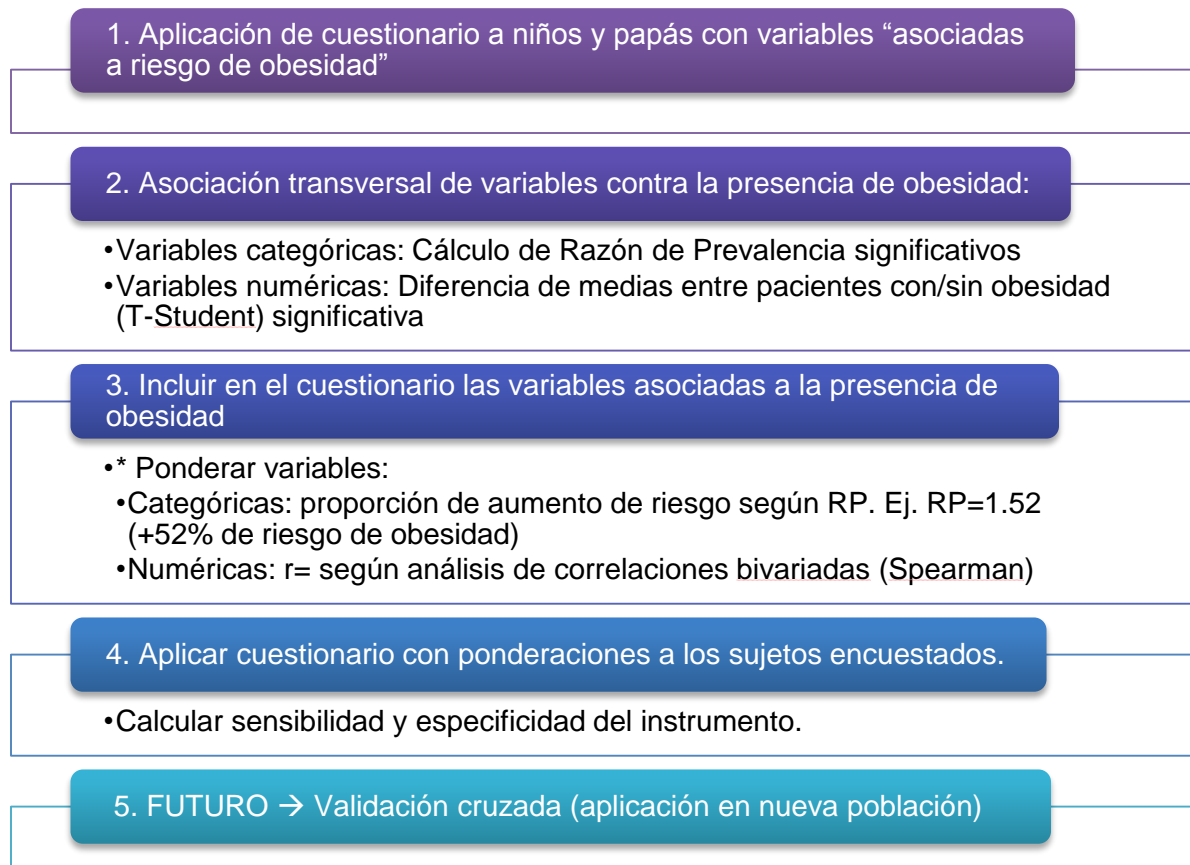 1. Aplicación de cuestionario a niños y papás con variables “asociadas
a riesgo de obesidad”
2. Asociación transversal de variables contra la presencia de obesidad:
•Variables categóricas: Cálculo de Razón de Prevalencia significativos
•Variables numéricas: Diferencia de medias entre pacientes con/sin obesidad
(T-Student) significativa
3. Incluir en el cuestionario las variables asociadas a la presencia de
obesidad
•* Ponderar variables:
•Categóricas: proporción de aumento de riesgo según RP. Ej. RP=1.52
(+52% de riesgo de obesidad)
•Numéricas: r= según análisis de correlaciones bivariadas (Spearman)
4. Aplicar cuestionario con ponderaciones a los sujetos encuestados.
•Calcular sensibilidad y especificidad del instrumento.
5. FUTURO → Validación cruzada (aplicación en nueva población)